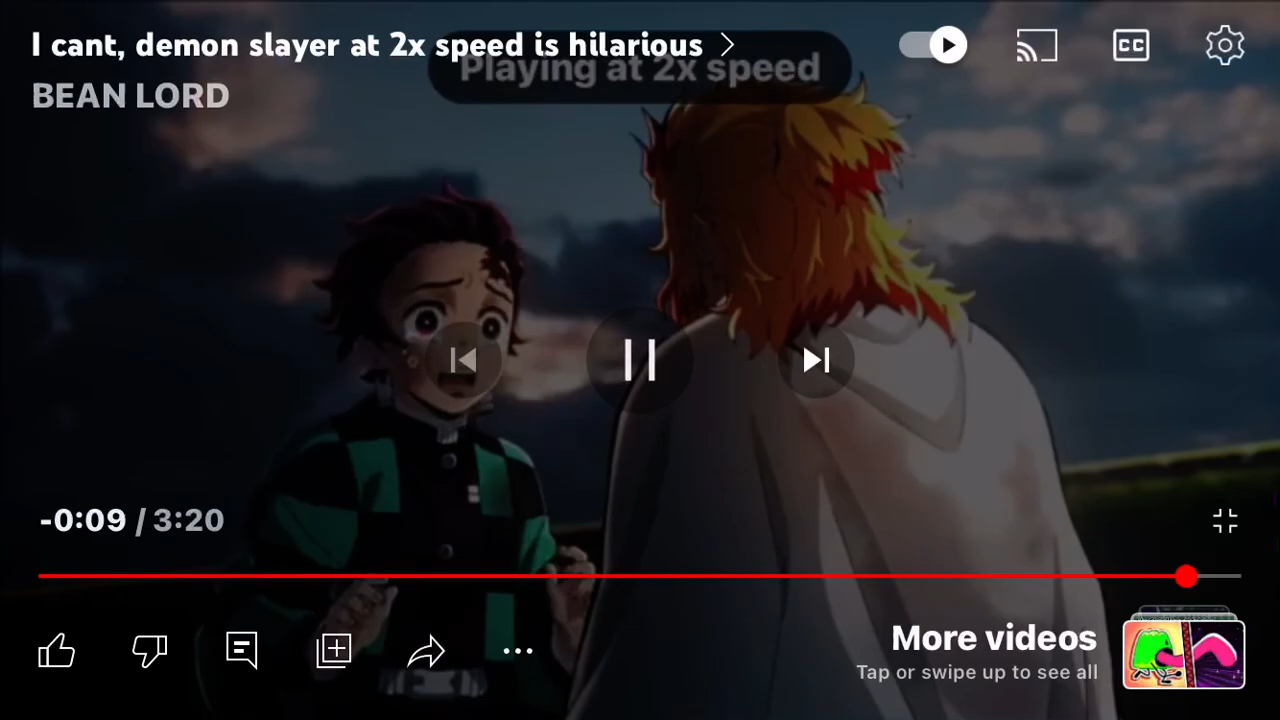 I cant, demon slayer at 2x speed is hilarious
Playing at 2x speed
BEAN LORD
CC
-0:09 / 3:20
More videos
Tap or swipe up to see all